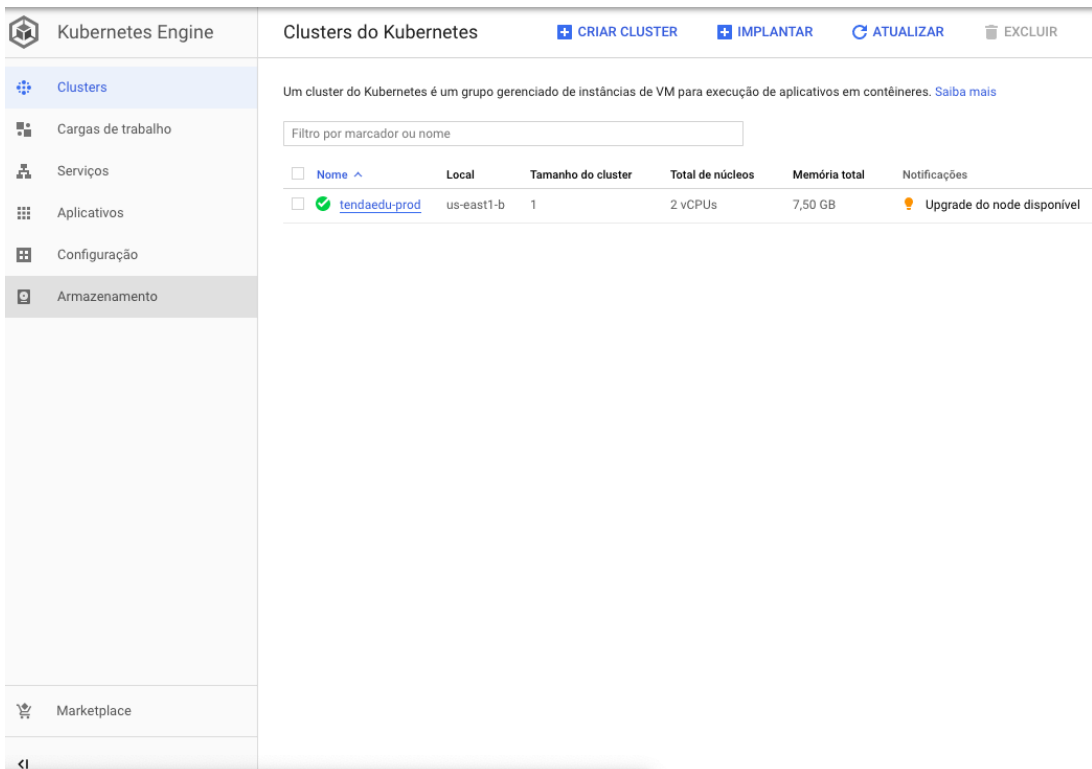 Kubernetes Engine
Clusters
Cargas de trabalho
Serviços
Aplicativos
Configuração
Armazenamento
Marketplace
Clusters do Kubernetes
CRIAR CLUSTER
IMPLANTAR
ATUALIZAR
EXCLUIR
Um cluster do Kubernetes é um grupo gerenciado de instâncias de VM para execução de aplicativos em contêineres. Saiba mais
Filtro por marcador ou nome
Nome Local Tamanho do cluster Total de núcleos Memória total Notificações
tendaedu-prod us-east1-b 1 2 vCPUs 7,50 GB Upgrade do node disponível